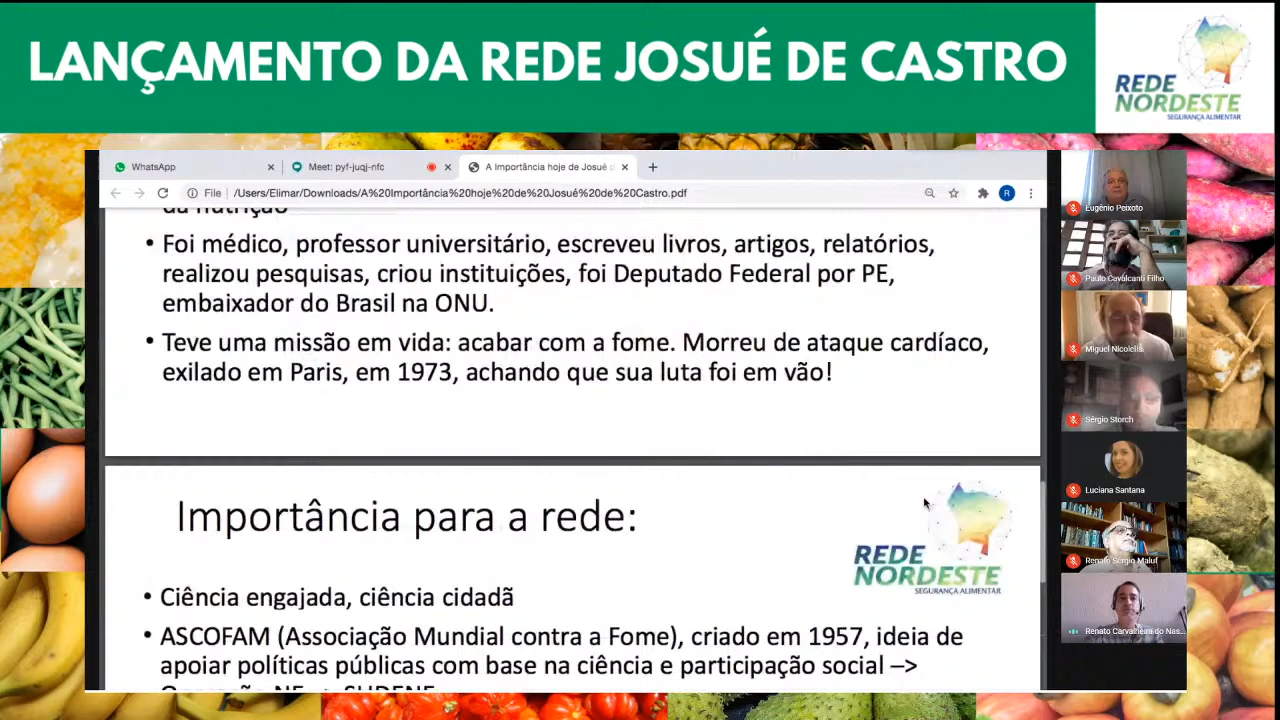 LANÇAMENTO DA REDE JOSUÉ DE CASTRO
REDE
NORDESTE
SEGURANÇA ALIMENTAR
WhatsApp
Meet: pyf-juqj-nfc
A Importância hoje de Josué d
File
/Users/Elimar/Downloads/A%20Importância%20hoje%20de%20Josué%20de%20Castro.pdf
R
da nutrição
• Foi médico, professor universitário, escreveu livros, artigos, relatórios,
realizou pesquisas, criou instituições, foi Deputado Federal por PE,
embaixador do Brasil na ONU.
• Teve uma missão em vida: acabar com a fome. Morreu de ataque cardíaco,
exilado em Paris, em 1973, achando que sua luta foi em vão!
Importância para a rede:
REDE
NORDESTE
SEGURANÇA ALIMENTAR
• Ciência engajada, ciência cidadã
• ASCOFAM (Associação Mundial contra a Fome), criado em 1957, ideia de
apoiar políticas públicas com base na ciência e participação social –>
Eugênio Peixoto
Paulo Cavalcanti Filho
Miguel Nicolelis
Sérgio Storch
Luciana Santana
Renato Sérgio Maluf
Renato Carvalheira do Nas...